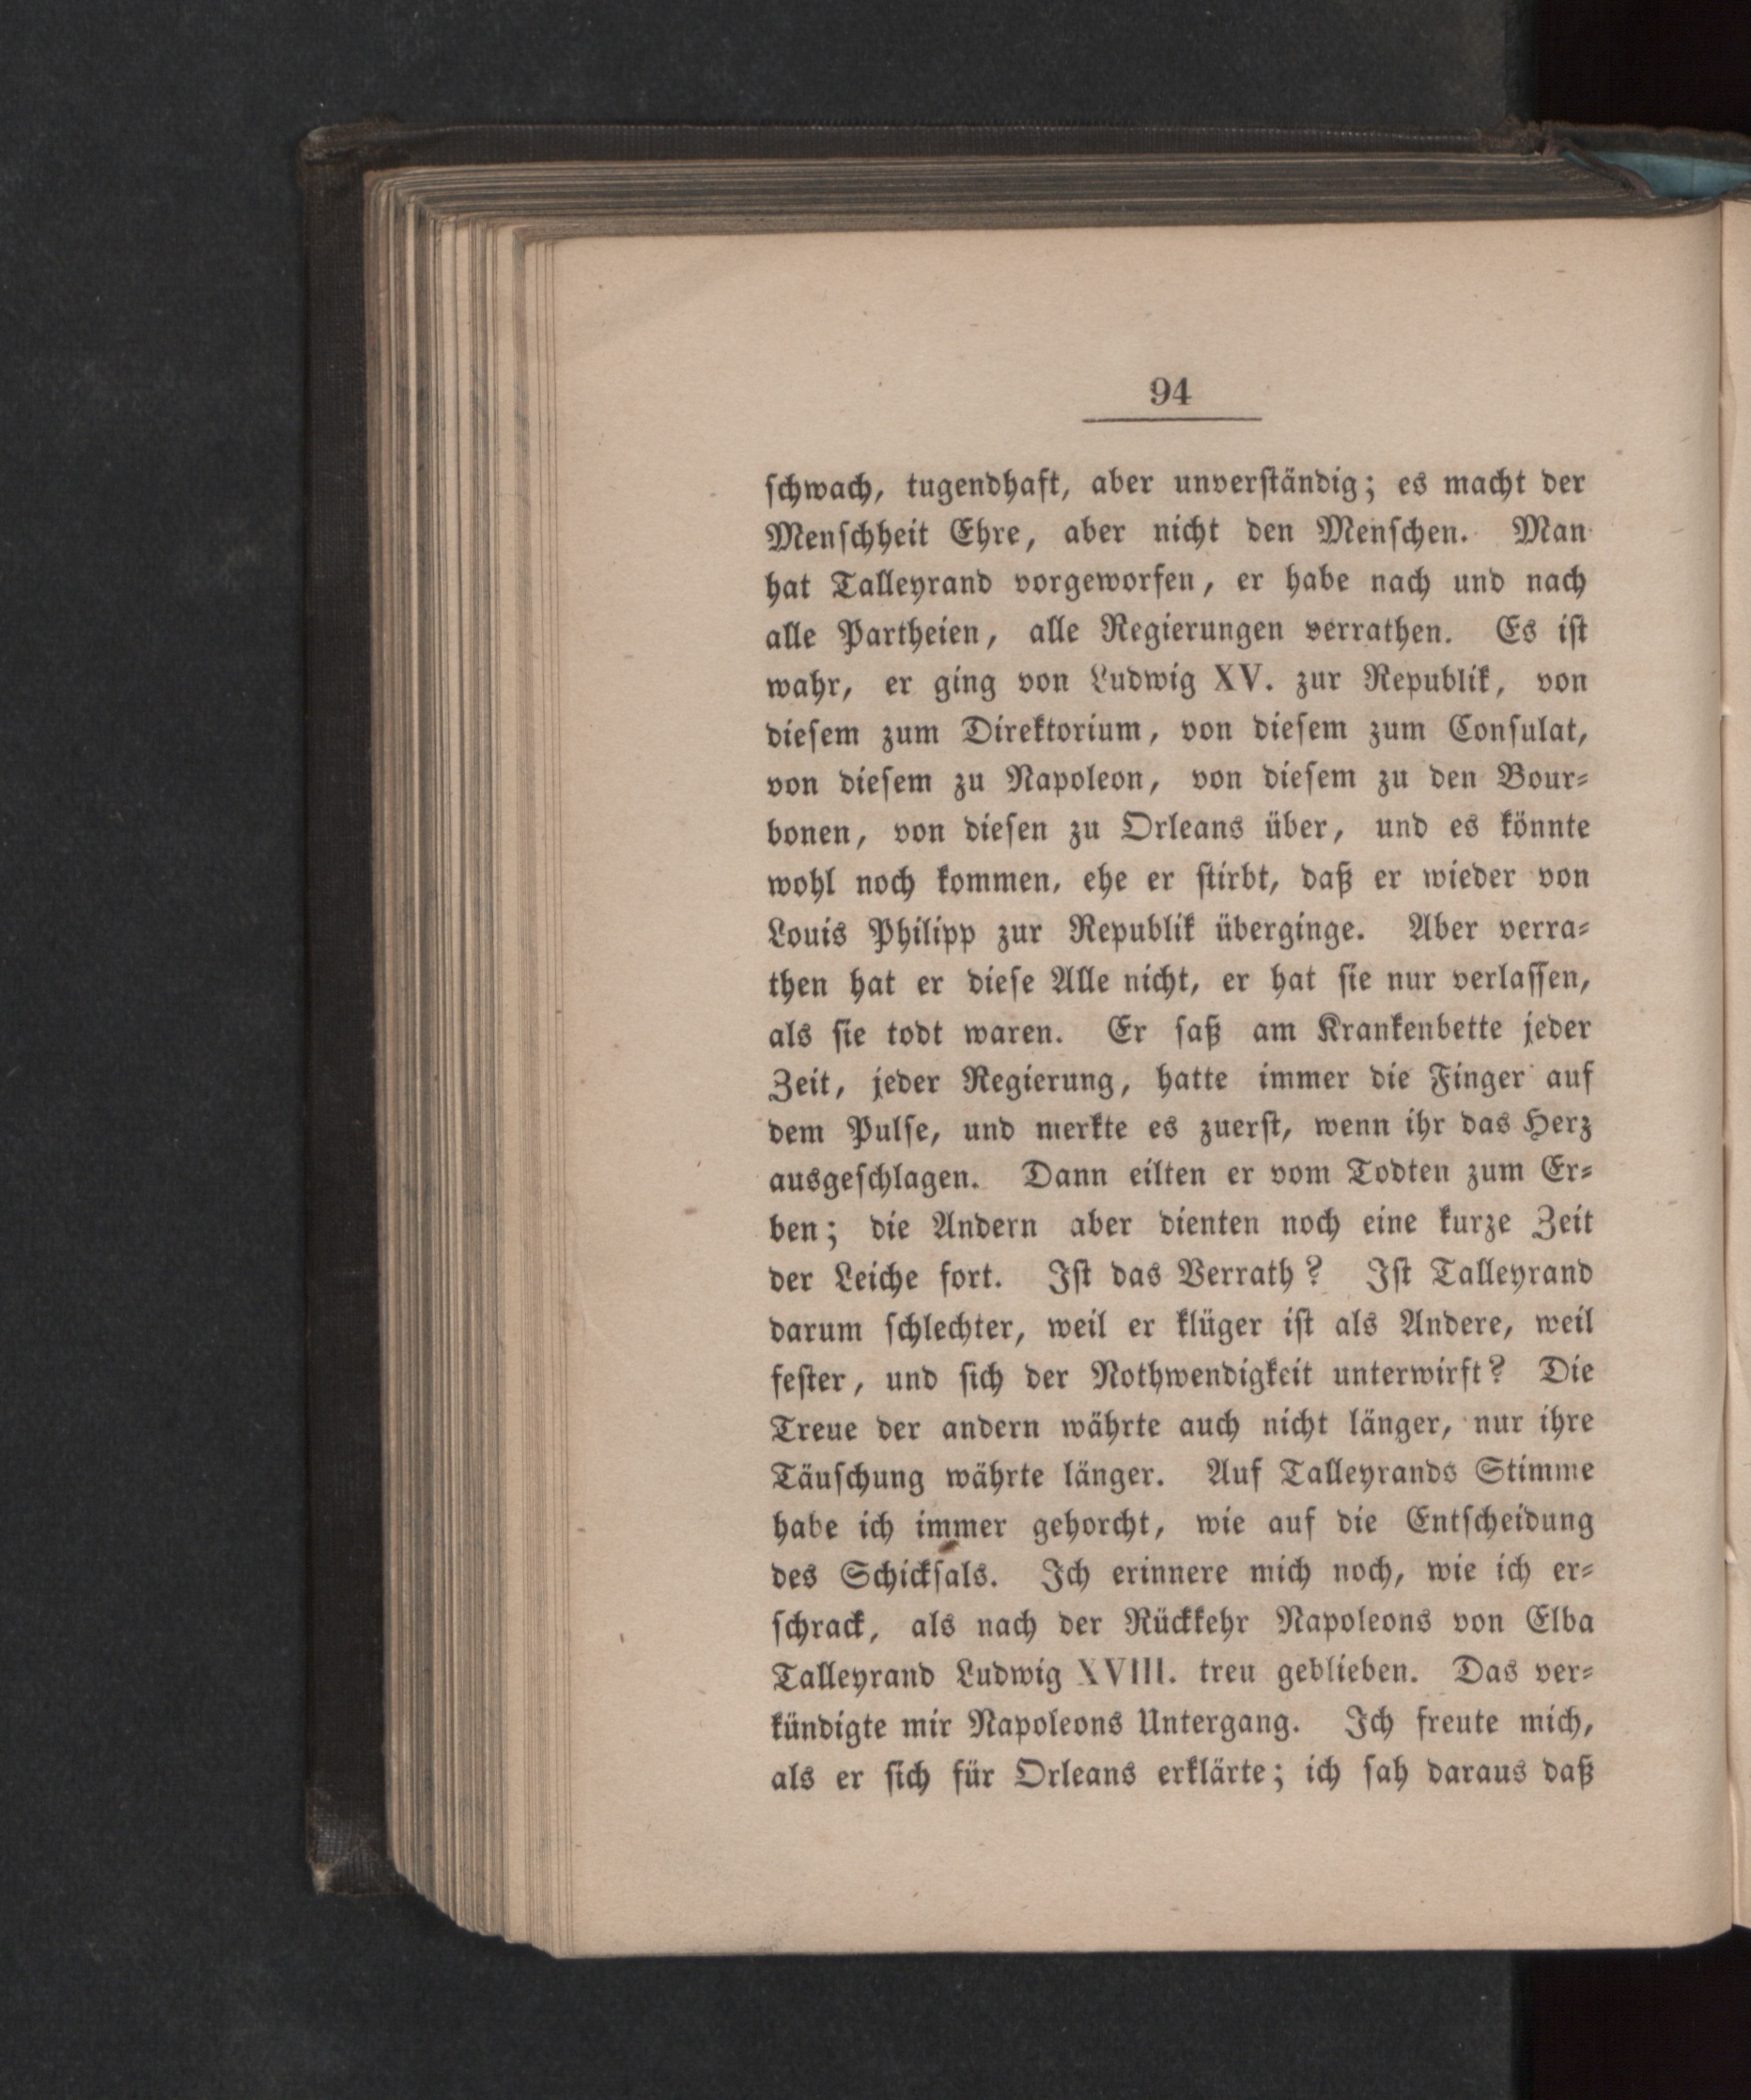 94
ſchwach, tugendhaft, aber unverſtändig; es macht der
Menſchheit Ehre, aber nicht den Menſchen. Man
hat Talleyrand vorgeworfen, er habe nach und nach
alle Partheien, alle Regierungen verrathen. Es iſt
wahr, er ging von Ludwig XV. zur Republik, von
dieſem zum Direktorium, von dieſem zum Conſulat,
von dieſem zu Napoleon, von dieſem zu den Bour⸗
bonen, von dieſen zu Orleans über, und es könnte
wohl noch kommen, ehe er ſtirbt, daß er wieder von
Louis Philipp zur Republik überginge. Aber verra⸗
then hat er dieſe Alle nicht, er hat ſie nur verlaſſen,
als ſie todt waren. Er ſaß am Krankenbette jeder
Zeit, jeder Regierung, hatte immer die Finger auf
dem Pulſe, und merkte es zuerſt, wenn ihr das Herz
ausgeſchlagen. Dann eilten er vom Todten zum Er⸗
ben; die Andern aber dienten noch eine kurze Zeit
der Leiche fort. Iſt das Verrath? Iſt Talleyrand
darum ſchlechter, weil er klüger iſt als Andere, weil
feſter, und ſich der Nothwendigkeit unterwirft? Die
Treue der andern währte auch nicht länger, nur ihre
Täuſchung währte länger. Auf Talleyrands Stimme
habe ich immer gehorcht, wie auf die Entſcheidung
des Schickſals. Ich erinnere mich noch, wie ich er⸗
ſchrack, als nach der Rückkehr Napoleons von Elba
Talleyrand Ludwig XVIII. treu geblieben. Das ver⸗
kündigte mir Napoleons Untergang. Ich freute mich,
als er ſich für Orleans erklärte; ich ſah daraus daß